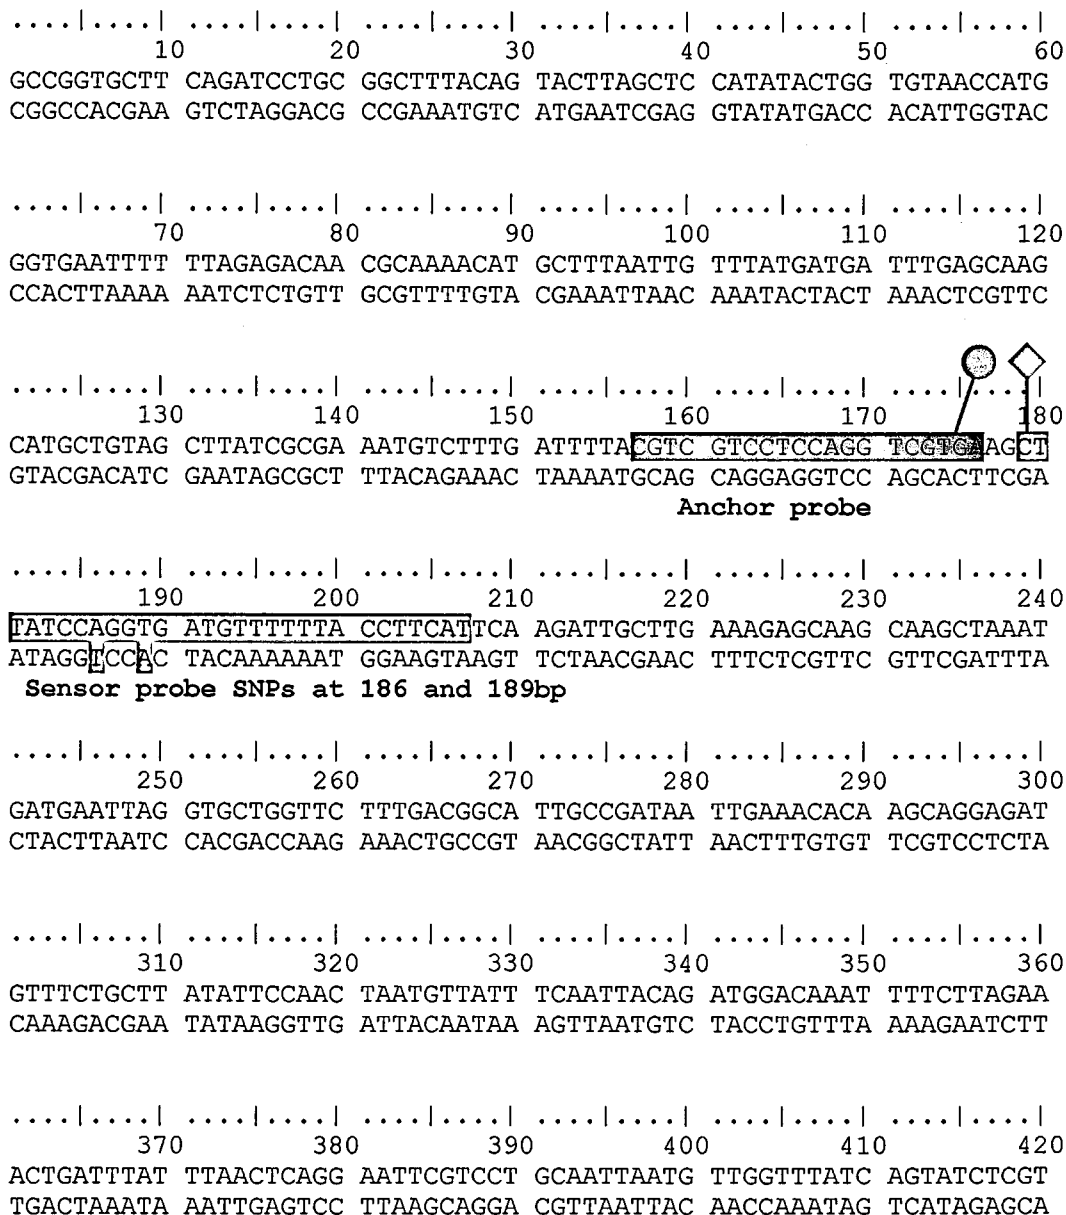 ....|....| ....|....| ....|....| ....|....| ....|....| ....|....|
10 20 30 40 50 60
GCCGGTGCTT CAGATCCTGC GGCTTTACAG TACTTAGCTC CATATACTGG TGTAACCATG
CGGCCACGAA GTCTAGGACG CCGAAATGTC ATGAATCGAG GTATATGACC ACATTGGTAC
....|....| ....|....| ....|....| ....|....| ....|....| ....|....|
70 80 90 100 110 120
GGTGAATTTT TTAGAGACAA CGCAAAACAT GCTTTAATTG TTTATGATGA TTTGAGCAAG
CCACTTAAAA AATCTCTGTT GCGTTTTGTA CGAAATTAAC AAATACTACT AAACTCGTTC
....|....| ....|....| ....|....| ....|....| ....|....| ....|....|
130 140 150 160 170 180
CATGCTGTAG CTTATCGCGA AATGTCTTTG ATTTTACGTC GTCCTCCAGG TCGTGAAGCT
GTACGACATC GAATAGCGCT TTACAGAAAC TAAAATGCAG CAGGAGGTCC AGCACTTCGA
Anchor probe
....|....| ....|....| ....|....| ....|....| ....|....| ....|....|
190 200 210 220 230 240
TATCCAGGTG ATGTTTTTTA CCTTCATTCA AGATTGCTTG AAAGAGCAAG CAAGCTAAAT
ATAGGTCCAC TACAAAAAAT GGAAGTAAGT TCTAACGAAC TTTCTCGTTC GTTCGATTTA
Sensor probe SNPs at 186 and 189bp
....|....| ....|....| ....|....| ....|....| ....|....| ....|....|
250 260 270 280 290 300
GATGAATTAG GTGCTGGTTC TTTGACGGCA TTGCCGATAA TTGAAACACA AGCAGGAGAT
CTACTTAATC CACGACCAAG AAACTGCCGT AACGGCTATT AACTTTGTGT TCGTCCTCTA
....|....| ....|....| ....|....| ....|....| ....|....| ....|....|
310 320 330 340 350 360
GTTTCTGCTT ATATTCCAAC TAATGTTATT TCAATTACAG ATGGACAAAT TTTCTTAGAA
CAAAGACGAA TATAAGGTTG ATTACAATAA AGTTAATGTC TACCTGTTTA AAAGAATCTT
....|....| ....|....| ....|....| ....|....| ....|....| ....|....|
370 380 390 400 410 420
ACTGATTTAT TTAACTCAGG AATTCGTCCT GCAATTAATG TTGGTTTATC AGTATCTCGT
TGACTAAATA AATTGAGTCC TTAAGCAGGA CGTTAATTAC AACCAAATAG TCATAGAGCA